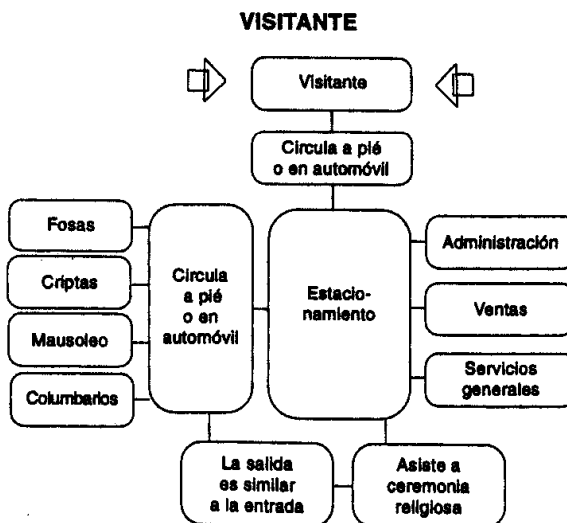 VISITANTE
Visitante
Circula a pié
o en automóvil
Fosas
Criptas
Mausoleo
Columbarios
Circula
a pié
o en
automóvil
Estacio-
namiento
Administración
Ventas
Servicios
generales
La salida
es similar
a la entrada
Asiste a
ceremonia
religiosa